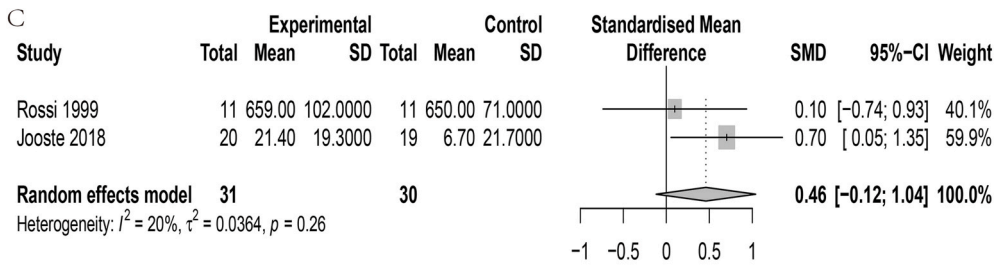 C
Experimental Control Standardised Mean
Study Total Mean SD Total Mean SD Difference SMD 95%−CI Weight
Rossi 1999 11 659.00 102.0000 11 650.00 71.0000 0.10 [−0.74; 0.93] 40.1%
Jooste 2018 20 21.40 19.3000 19 6.70 21.7000 0.70 [ 0.05; 1.35] 59.9%
Random effects model 31 30 0.46 [−0.12; 1.04] 100.0%
Heterogeneity: I² = 20%, τ² = 0.0364, p = 0.26
−1 −0.5 0 0.5 1